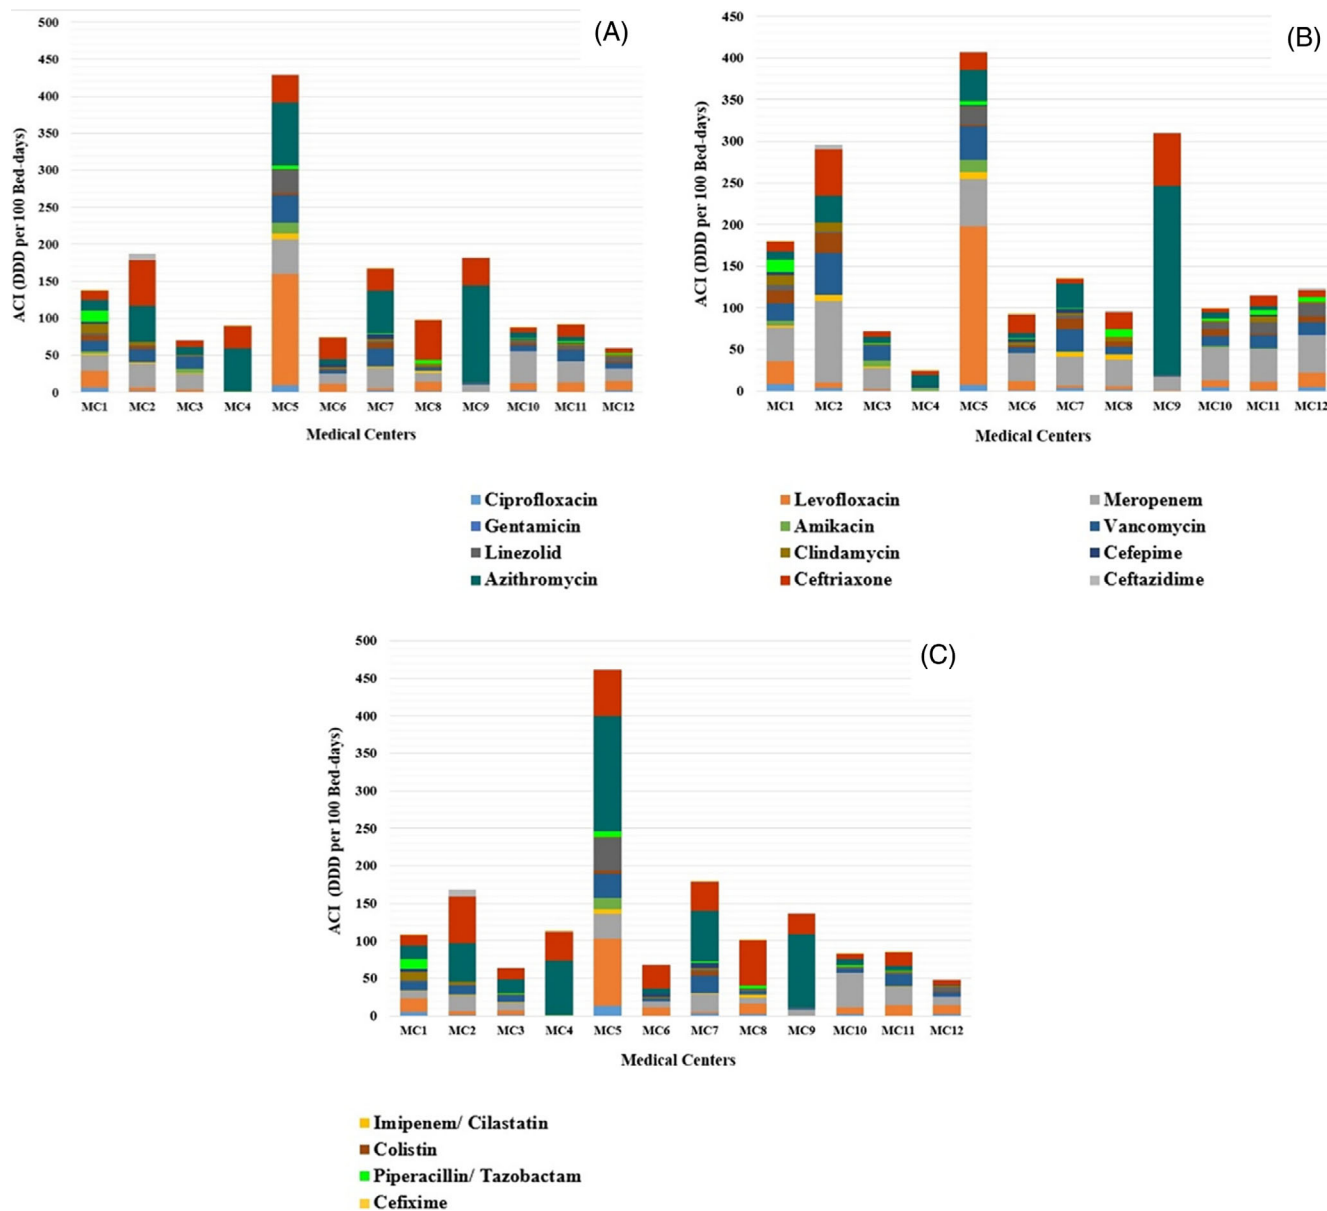 (A)
ACI (DDD per 100 Bed-days)
500
450
400
350
300
250
200
150
100
50
0
MC1 MC2 MC3 MC4 MC5 MC6 MC7 MC8 MC9 MC10 MC11 MC12
Medical Centers
(B)
ACI (DDD per 100 Bed-days)
450
400
350
300
250
200
150
100
50
0
MC1 MC2 MC3 MC4 MC5 MC6 MC7 MC8 MC9 MC10 MC11 MC12
Medical Centers
Ciprofloxacin Levofloxacin Meropenem
Gentamicin Amikacin Vancomycin
Linezolid Clindamycin Cefepime
Azithromycin Ceftriaxone Ceftazidime
(C)
ACI (DDD per 100 Bed-days)
500
450
400
350
300
250
200
150
100
50
0
MC1 MC2 MC3 MC4 MC5 MC6 MC7 MC8 MC9 MC10 MC11 MC12
Medical Centers
Imipenem/ Cilastatin
Colistin
Piperacillin/ Tazobactam
Cefixime